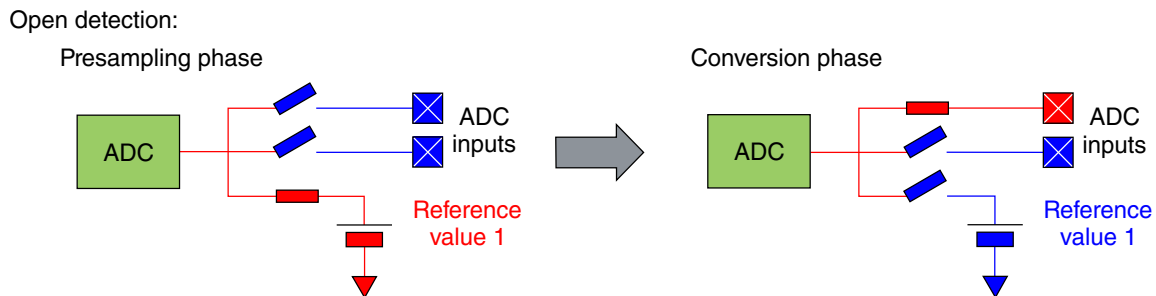 Open detection:
Presampling phase
ADC
ADC
inputs
Reference
value 1
Conversion phase
ADC
ADC
inputs
Reference
value 1